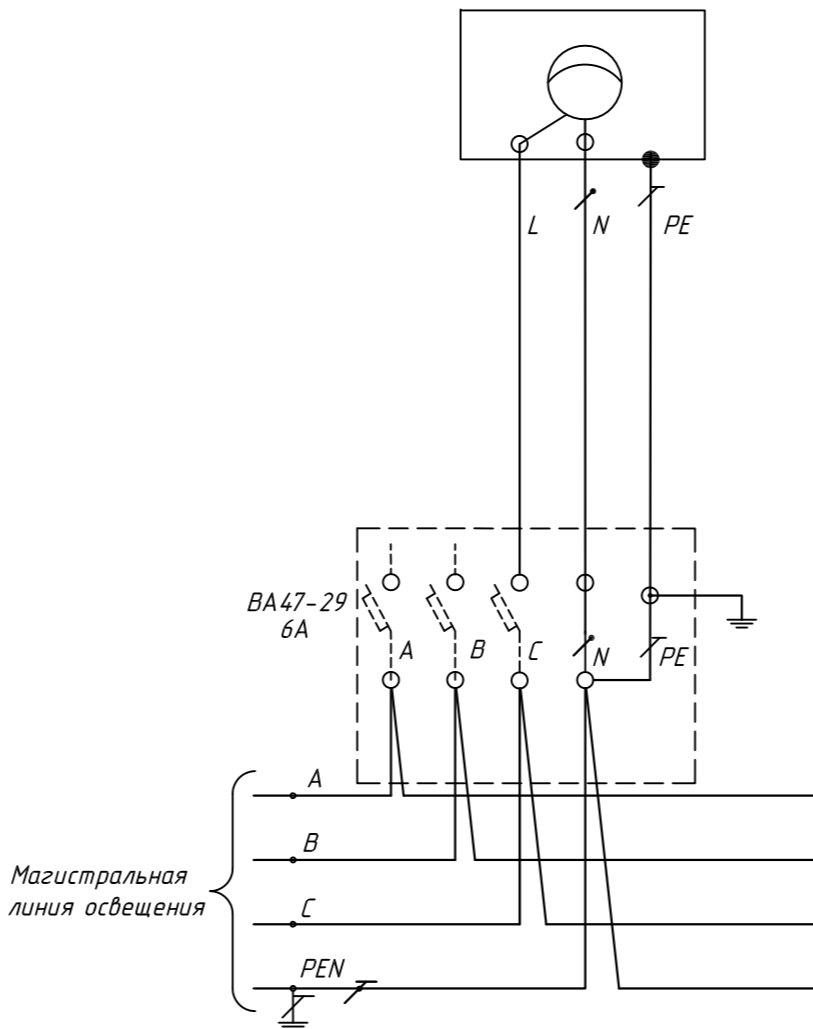 L N PE
ВА47-29
6А
A B C N PE
A
B
Магистральная
линия освещения
C
PEN